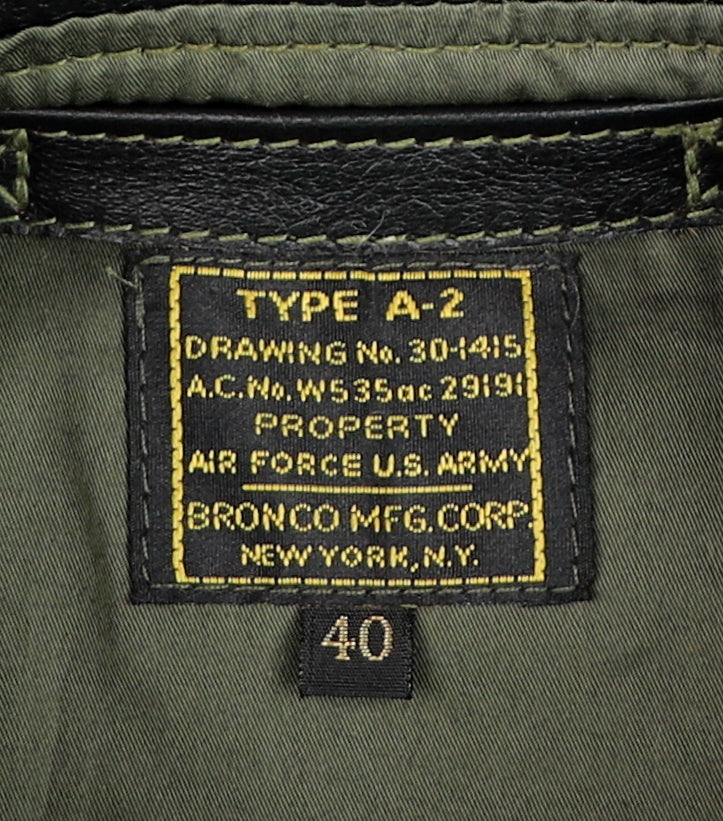 TYPE A-2
DRAWING No. 30-1415
A.C.No.W535ac 29191
PROPERTY
AIR FORCE U.S. ARMY
BRONCO MFG.CORP.
NEW YORK, N.Y.
40